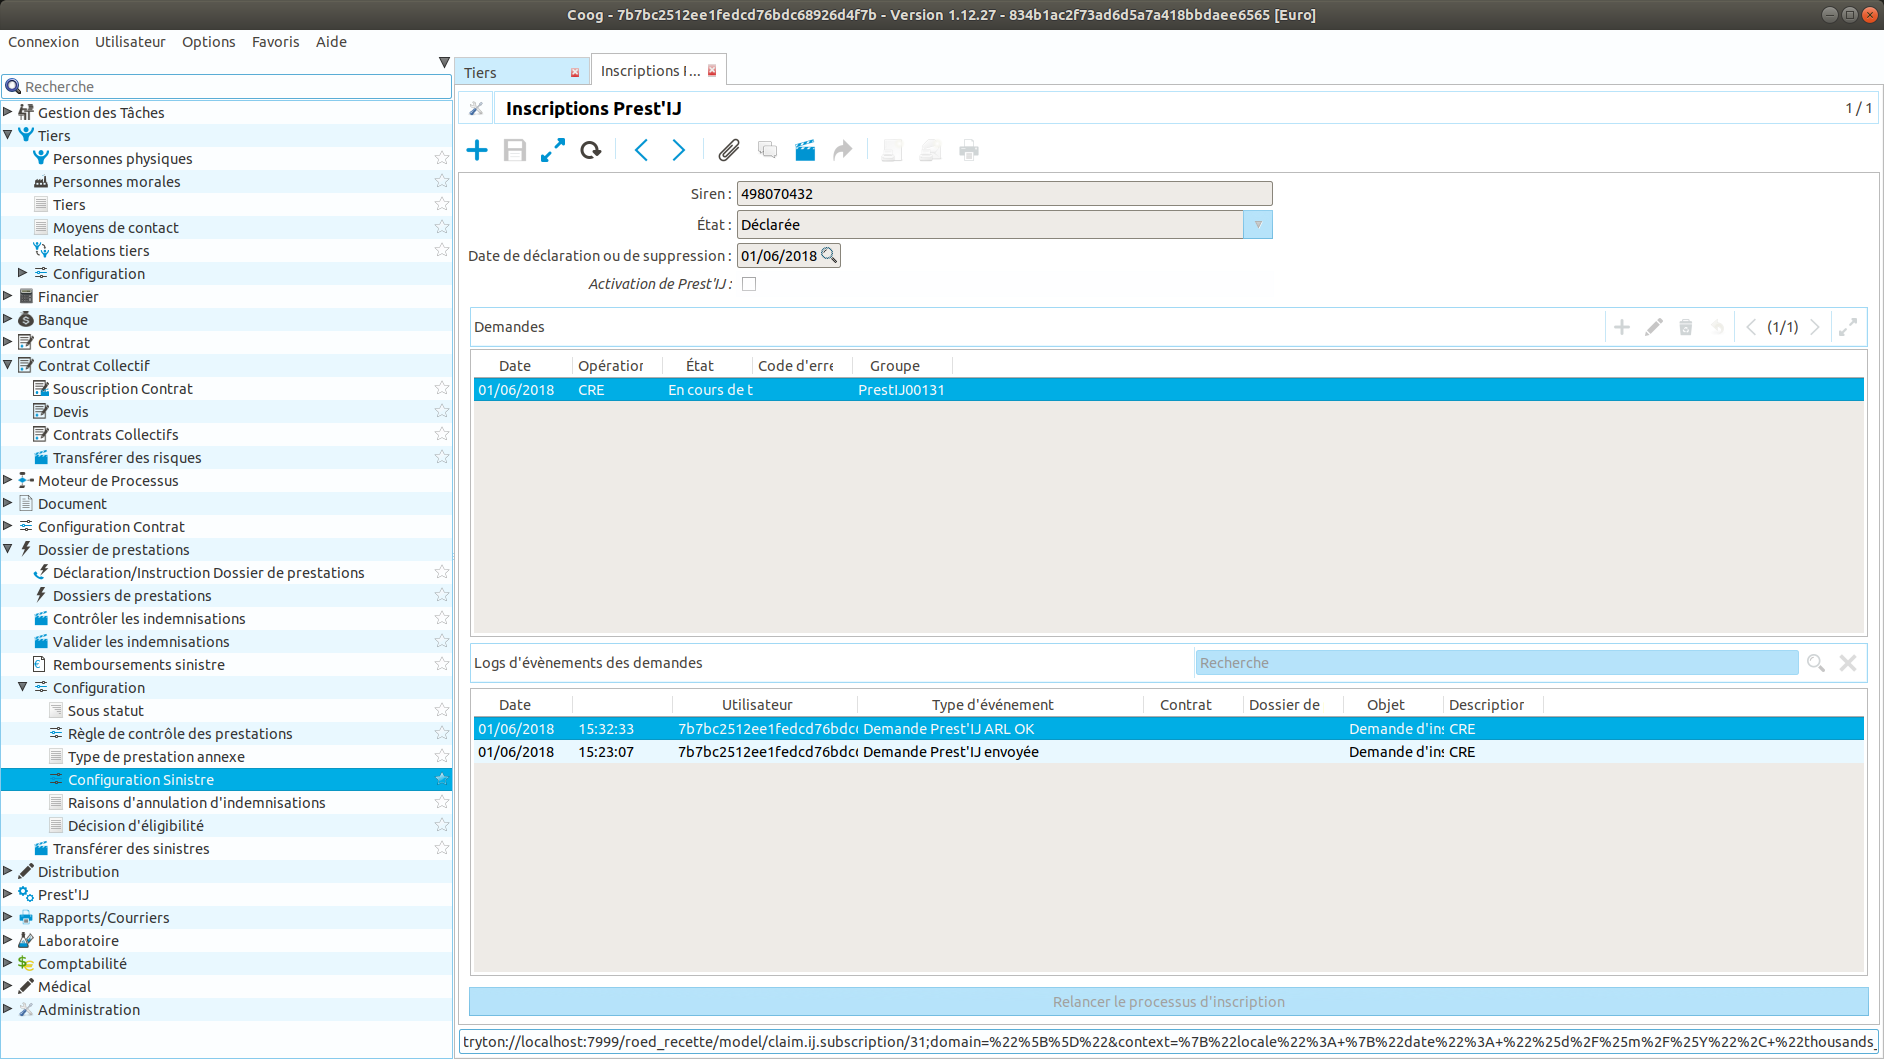 Coog - 7b7bc2512ee1fedcd76bdc68926d4f7b - Version 1.12.27 - 834b1ac2f73ad6d5a7a418bbdaee6565 [Euro]
Connexion Utilisateur Options Favoris Aide
Recherche
Gestion des Tâches
Tiers
Personnes physiques
Personnes morales
Tiers
Moyens de contact
Relations tiers
Configuration
Financier
Banque
Contrat
Contrat Collectif
Souscription Contrat
Devis
Contrats Collectifs
Transférer des risques
Moteur de Processus
Document
Configuration Contrat
Dossier de prestations
Déclaration/Instruction Dossier de prestations
Dossiers de prestations
Contrôler les indemnisations
Valider les indemnisations
Remboursements sinistre
Configuration
Sous statut
Règle de contrôle des prestations
Type de prestation annexe
Configuration Sinistre
Raisons d'annulation d'indemnisations
Décision d'éligibilité
Transférer des sinistres
Distribution
Prest'IJ
Rapports/Courriers
Laboratoire
Comptabilité
Médical
Administration
Tiers Inscriptions I ...
Inscriptions Prest'IJ 1 / 1
Siren : 498070432
État : Déclarée
Date de déclaration ou de suppression : 01/06/2018
Activation de Prest'IJ :
Demandes (1/1)
Date Opération État Code d'erre Groupe
01/06/2018 CRE En cours de t PrestIJ00131
Logs d'évènements des demandes Recherche
Date Utilisateur Type d'événement Contrat Dossier de Objet Description
01/06/2018 15:32:33 7b7bc2512ee1fedcd76bdc Demande Prest'IJ ARL OK Demande d'ins CRE
01/06/2018 15:23:07 7b7bc2512ee1fedcd76bdc Demande Prest'IJ envoyée Demande d'ins CRE
Relancer le processus d'inscription
tryton://localhost:7999/roed_recette/model/claim.ij.subscription/31;domain=%22%5B%5D%22&context=%7B%22locale%22%3A+%7B%22date%22%3A+%22%25d%2F%25m%2F%25Y%22%2C+%22thousands_